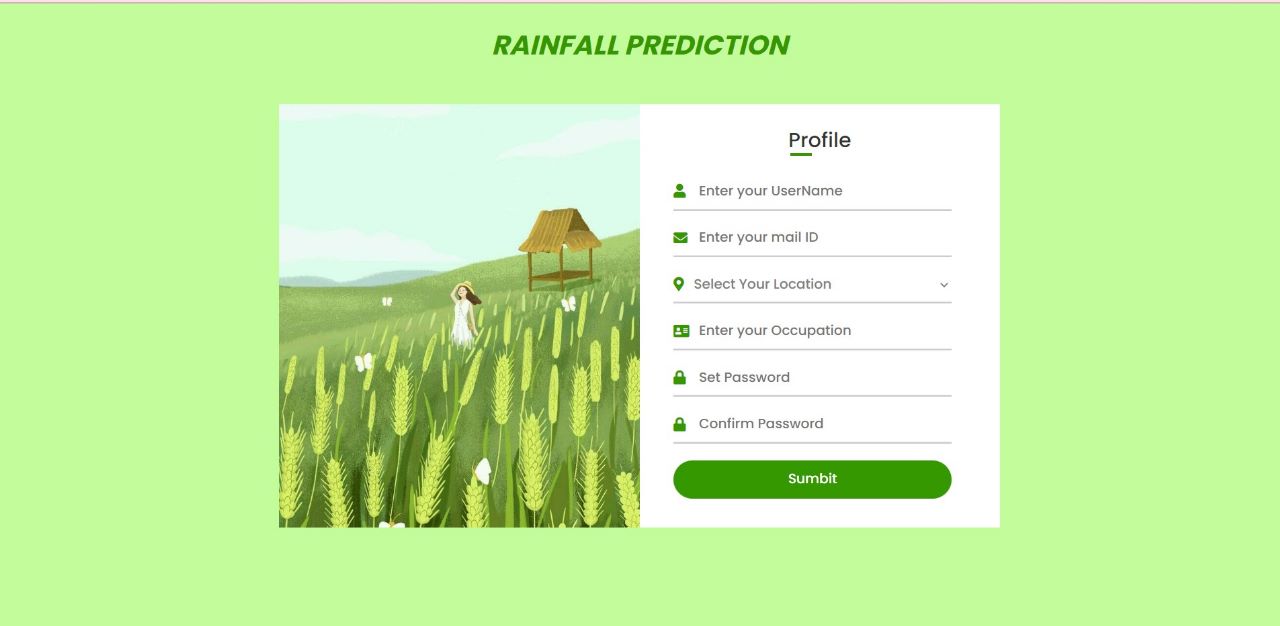 RAINFALL PREDICTION
Profile
Enter your UserName
Enter your mail ID
Select Your Location
Enter your Occupation
Set Password
Confirm Password
Sumbit